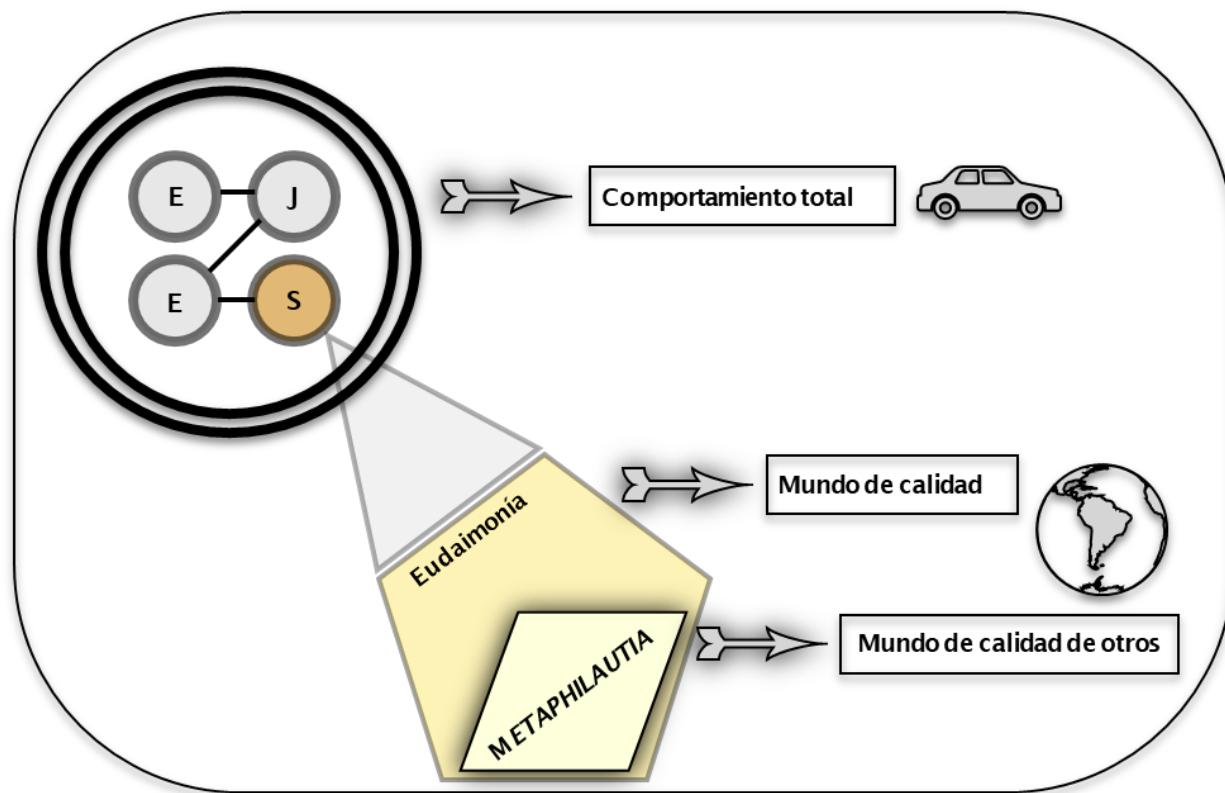 E
J
E
S
Comportamiento total
Eudaimonía
Mundo de calidad
METAPHILAUTIA
Mundo de calidad de otros